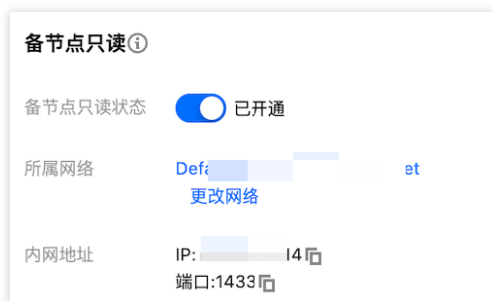 备节点只读
备节点只读状态 已开通
所属网络 Defa et
更改网络
内网地址 IP: 4
端口:1433